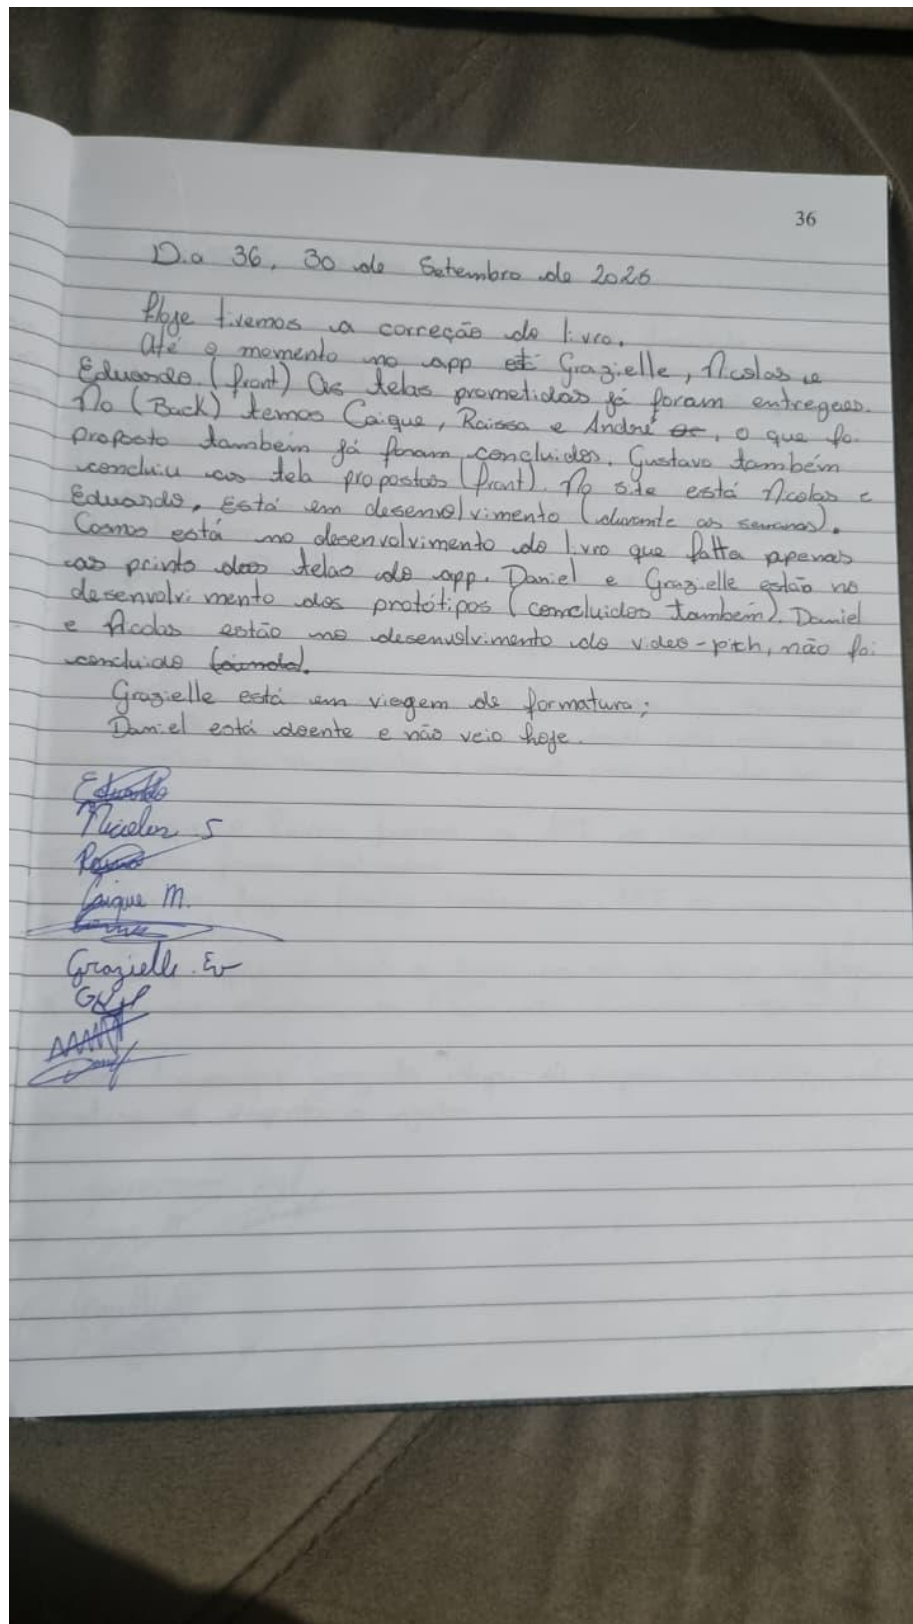 36
Dia 36, 30 de Setembro de 2025
Hoje tivemos a correção do livro.
Até o momento no app Grazielle, Nicolas e
Eduardo (front) As telas prometidas já foram entregues.
No (Back) temos Caique, Raissa e André, o que foi
proposto também já foram concluídos. Gustavo também
concluiu as tela propostas (front). No site está Nicolas e
Eduardo, está em desenvolvimento (durante as semanas).
Cosmos está no desenvolvimento do livro que falta apenas
as prints das telas do app. Daniel e Grazielle estão no
desenvolvimento dos protótipos (concluidos também). Daniel
e Nicolas estão no desenvolvimento do video-pitch, não foi
concluido (ainda).
Grazielle está em viagem de formatura;
Daniel está doente e não veio hoje.
Eduardo
Nicolas S
Caique M.
Grazielle. Ev